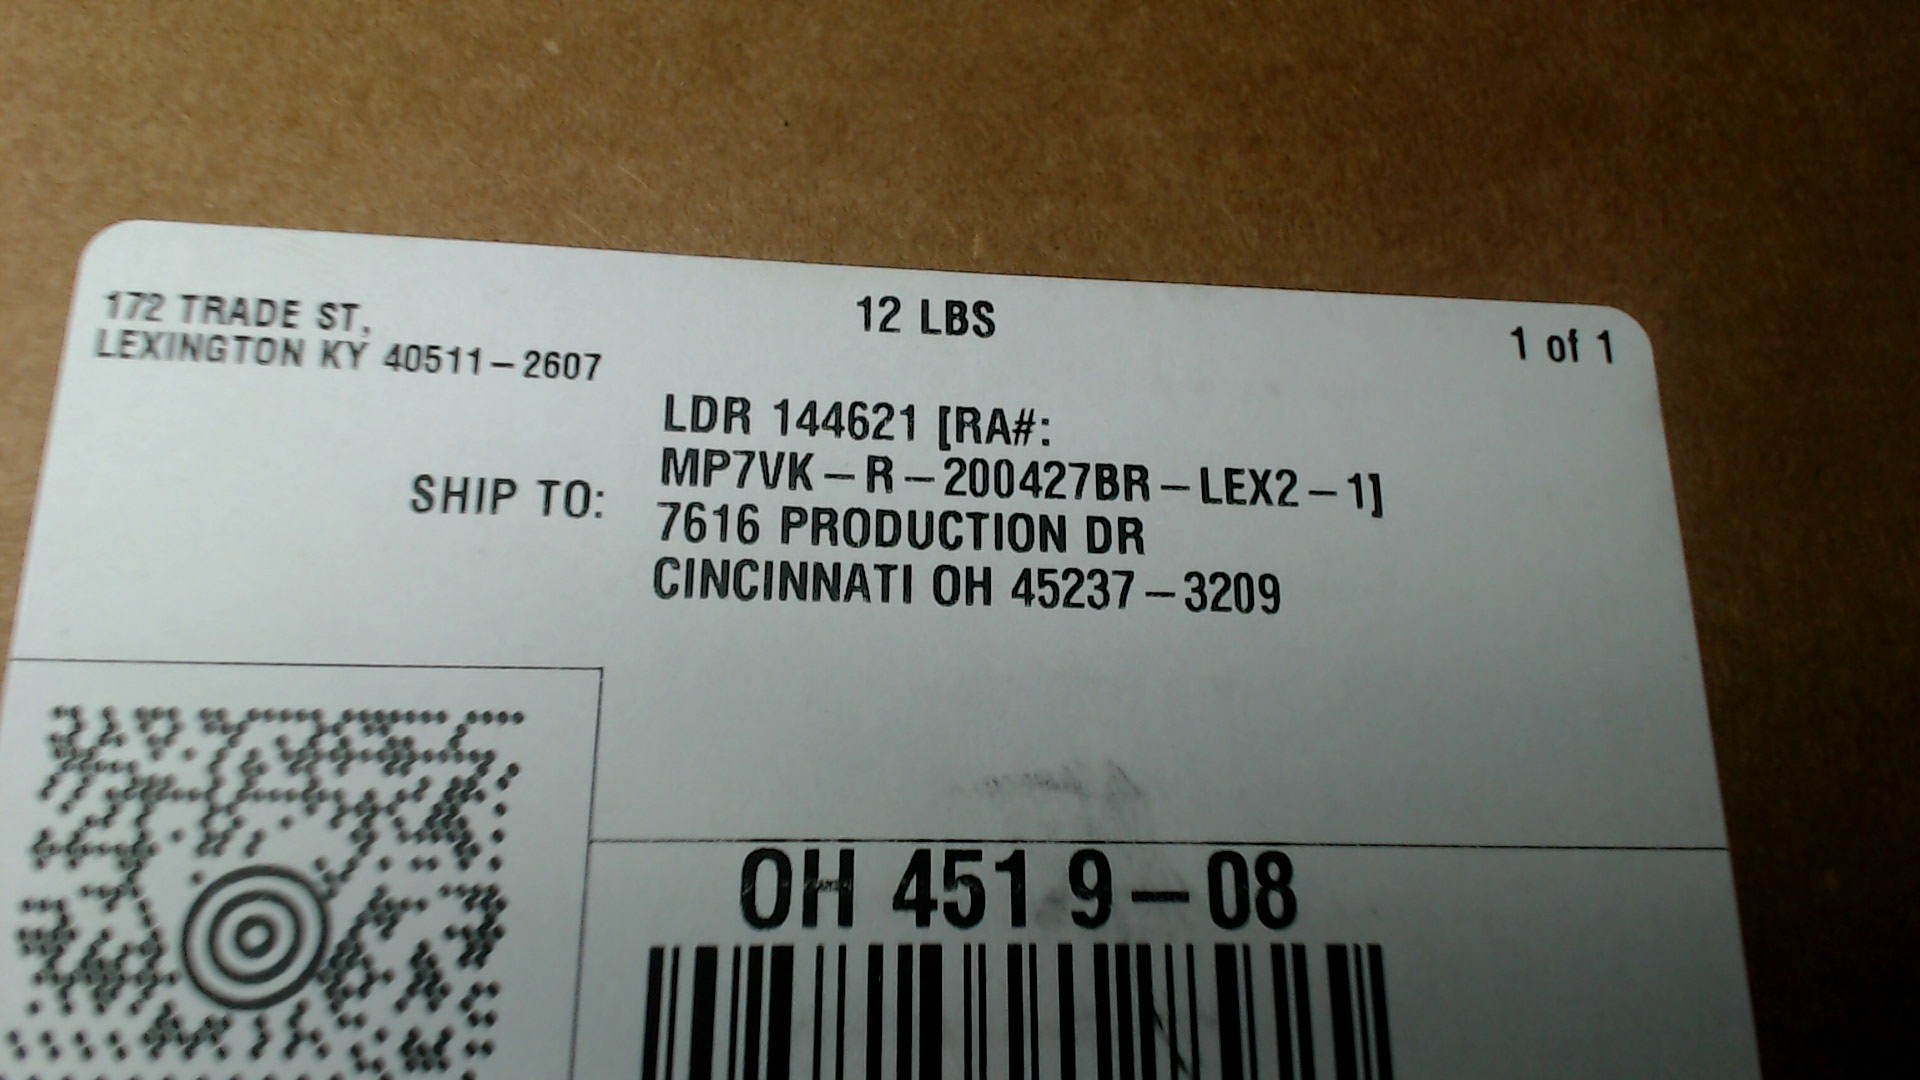 172 TRADE ST,
LEXINGTON KY 40511-2607
12 LBS
1 of 1
SHIP TO:
LDR 144621 [RA#:
MP7VK-R-200427BR-LEX2-1]
7616 PRODUCTION DR
CINCINNATI OH 45237-3209
OH 451 9-08